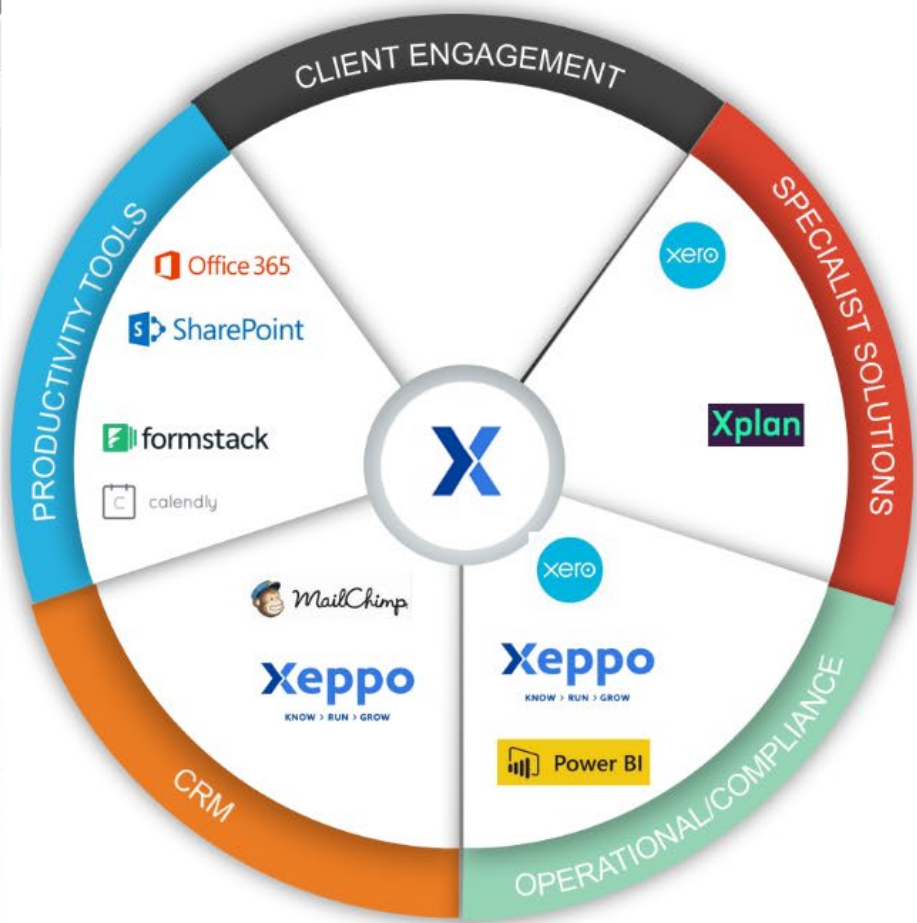 CLIENT ENGAGEMENT
SPECIALIST SOLUTIONS
PRODUCTIVITY TOOLS
Office 365
SharePoint
formstack
C calendly
xero
Xplan
X
MailChimp
Xeppo
KNOW > RUN > GROW
xero
Xeppo
KNOW > RUN > GROW
Power BI
CRM
OPERATIONAL/COMPLIANCE